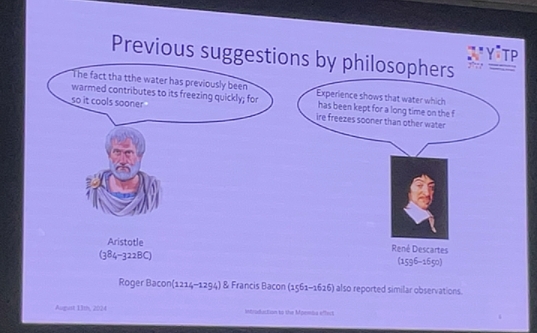 Previous suggestions by philosophers
YITP
The fact tha tthe water has previously been
warmed contributes to its freezing quickly; for
so it cools sooner
Experience shows that water which
has been kept for a long time on the f
ire freezes sooner than other water
Aristotle
(384–322BC)
René Descartes
(1596–1650)
Roger Bacon(1214–1294) & Francis Bacon (1561–1626) also reported similar observations.
August 13th, 2024
Introduction to the Mpemba effect